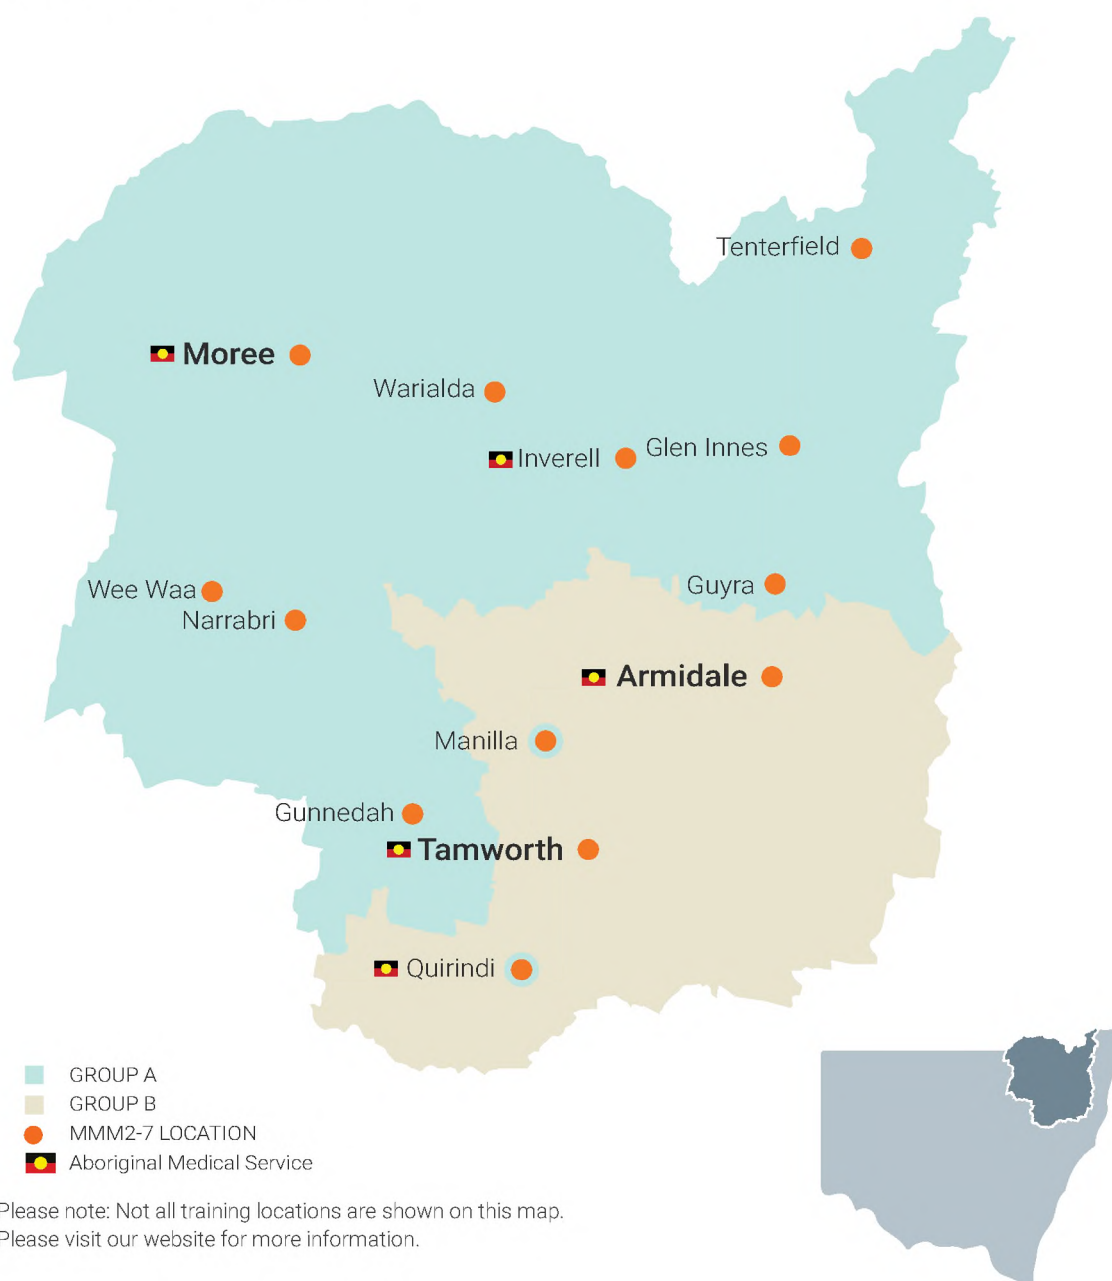 Tenterfield
Moree
Warialda
Inverell
Glen Innes
Wee Waa
Narrabri
Guyra
Armidale
Manilla
Gunnedah
Tamworth
Quirindi
GROUP A
GROUP B
MMM2-7 LOCATION
Aboriginal Medical Service
Please note: Not all training locations are shown on this map.
Please visit our website for more information.